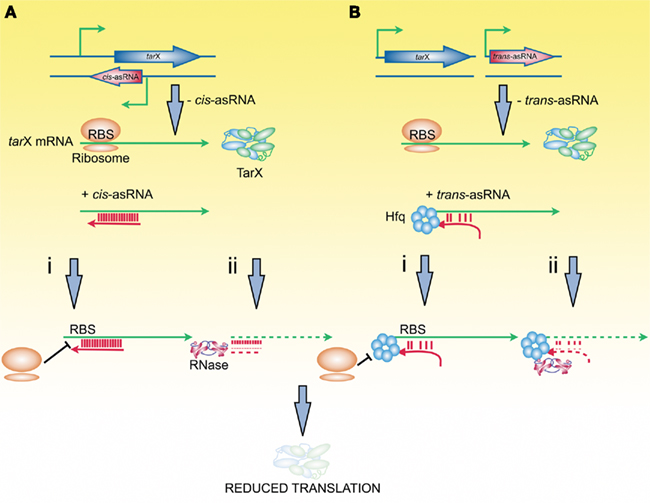 A
tarX
cis-asRNA
- cis-asRNA
RBS
tarX mRNA
Ribosome
TarX
+ cis-asRNA
i
ii
RBS
RNase
B
tarX
trans-asRNA
- trans-asRNA
RBS
+ trans-asRNA
Hfq
i
ii
RBS
REDUCED TRANSLATION